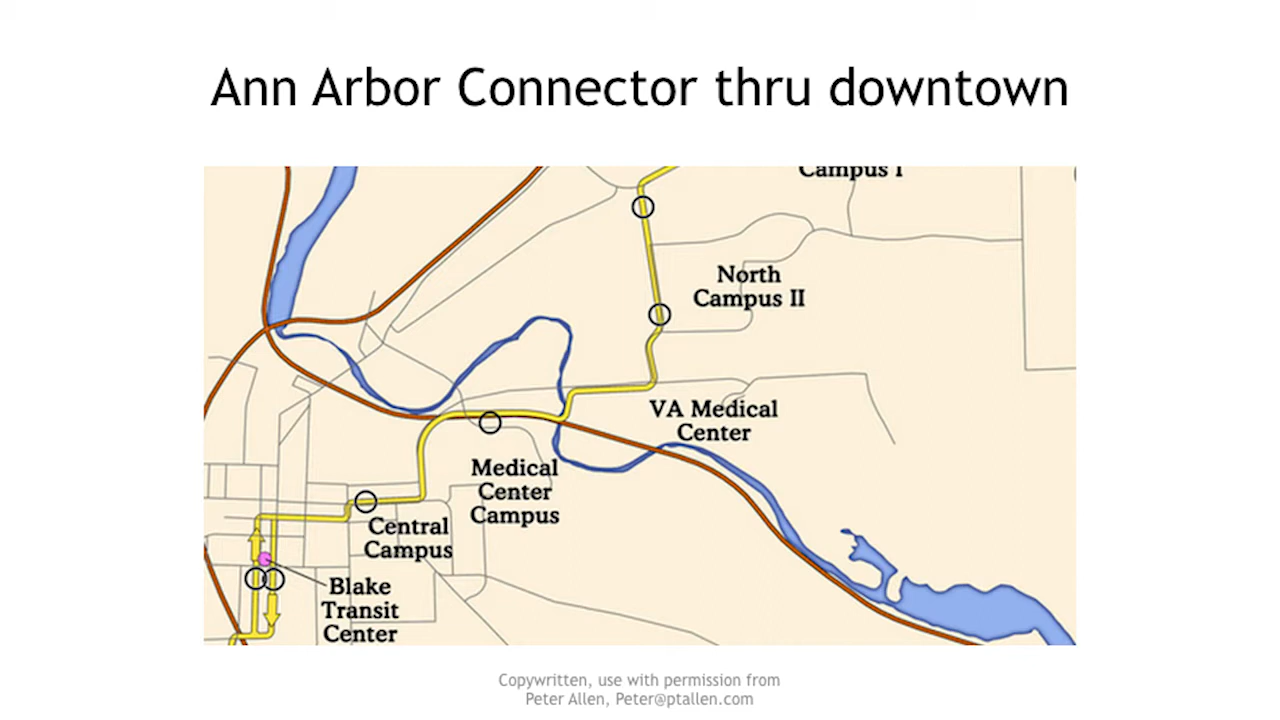 Ann Arbor Connector thru downtown
Campus I
North
Campus II
VA Medical
Center
Medical
Center
Campus
Central
Campus
Blake
Transit
Center
Copywritten, use with permission from
Peter Allen, Peter@ptallen.com